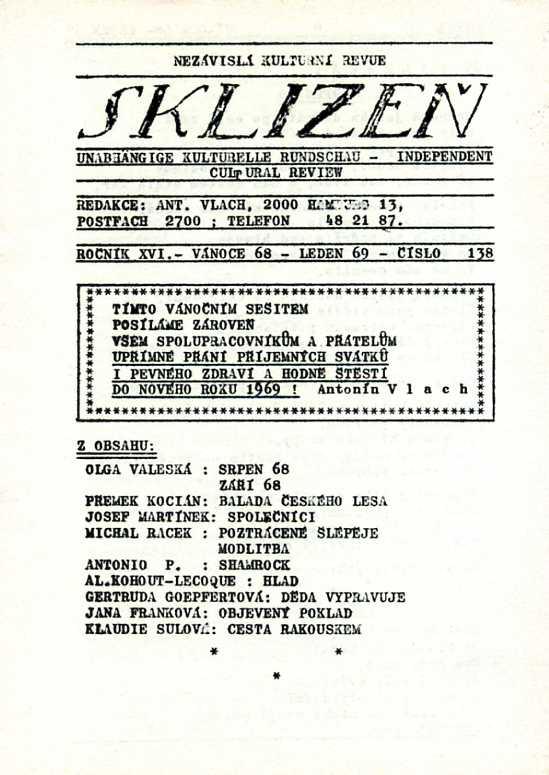 NEZÁVISLÁ KULTURNÍ REVUE
SKLIZEŇ
UNABHÄNGIGE KULTURELLE RUNDSCHAU - INDEPENDENT
CULTURAL REVIEW
REDAKCE: ANT. VLACH, 2000 HAMBURG 13,
POSTFACH 2700 ; TELEFON 48 21 87.
ROČNÍK XVI.- VÁNOCE 68 - LEDEN 69 - ČÍSLO 138
TÍMTO VÁNOČNÍM SEŠITEM
POSÍLÁME ZÁROVEŇ
VŠEM SPOLUPRACOVNÍKŮM A PŘÁTELŮM
UPŘÍMNÉ PŘÁNÍ PŘÍJEMNÝCH SVÁTKŮ
I PEVNÉHO ZDRAVÍ A HODNĚ ŠTĚSTÍ
DO NOVÉHO ROKU 1969 ! Antonín V l a c h
Z OBSAHU:
OLGA VALESKÁ : SRPEN 68
ZÁŘÍ 68
PŘEMEK KOCIÁN: BALADA ČESKÉHO LESA
JOSEF MARTÍNEK: SPOLEČNÍCI
MICHAL RACEK : POZTRÁCENÉ ŠLÉPĚJE
MODLITBA
ANTONIO P. : SHAMROCK
AL.KOHOUT-LECOQUE : HLAD
GERTRUDA GOEPFERTOVÁ: DĚDA VYPRAVUJE
JANA FRANKOVÁ: OBJEVENÝ POKLAD
KLAUDIE SULOVÁ: CESTA RAKOUSKEM
* *
*